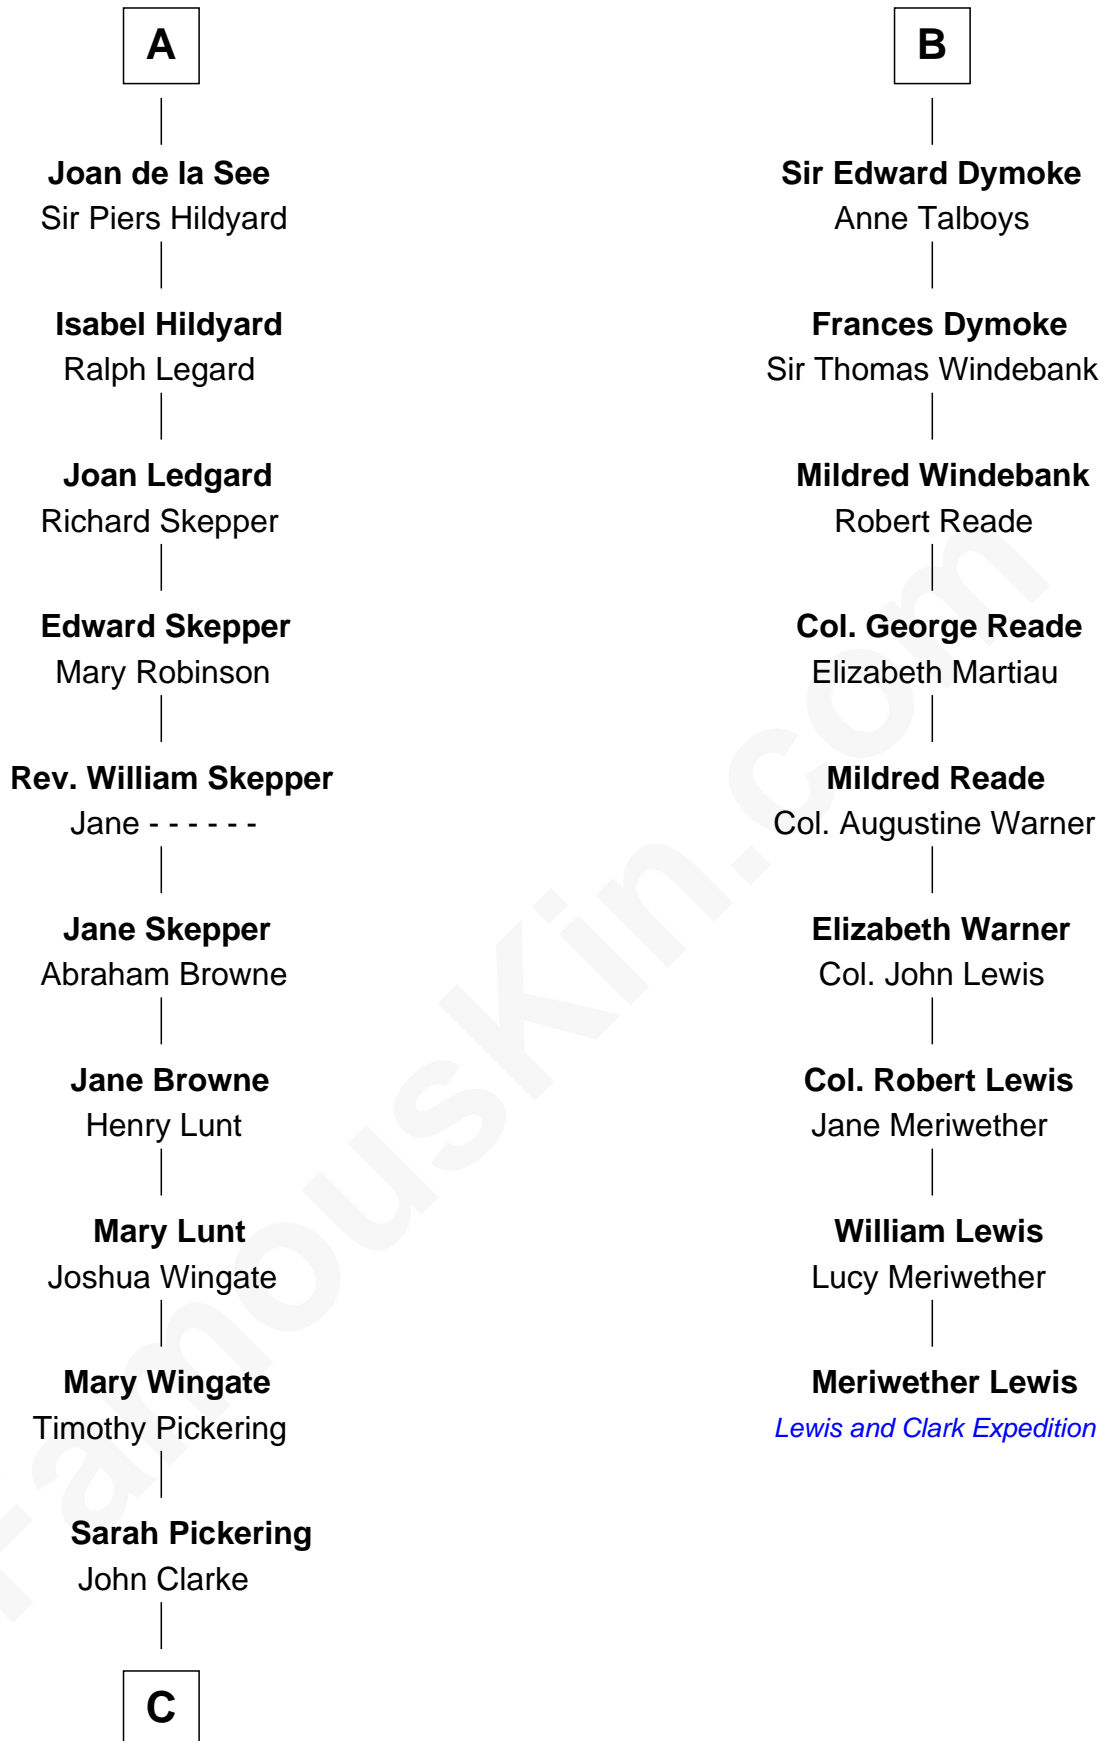 A
Joan de la See
Sir Piers Hildyard
Isabel Hildyard
Ralph Legard
Joan Ledgard
Richard Skepper
Edward Skepper
Mary Robinson
Rev. William Skepper
Jane - - - - - -
Jane Skepper
Abraham Browne
Jane Browne
Henry Lunt
Mary Lunt
Joshua Wingate
Mary Wingate
Timothy Pickering
Sarah Pickering
John Clarke
C
B
Sir Edward Dymoke
Anne Talboys
Frances Dymoke
Sir Thomas Windebank
Mildred Windebank
Robert Reade
Col. George Reade
Elizabeth Martiau
Mildred Reade
Col. Augustine Warner
Elizabeth Warner
Col. John Lewis
Col. Robert Lewis
Jane Meriwether
William Lewis
Lucy Meriwether
Meriwether Lewis
Lewis and Clark Expedition
FamousKin.com